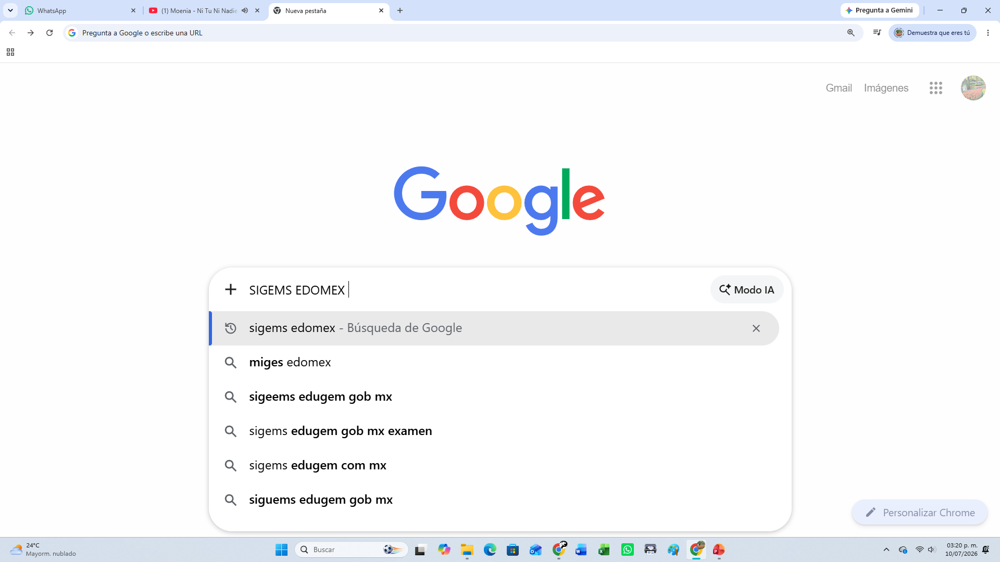 WhatsApp
(1) Moenia - Ni Tu Ni Nadie
Nueva pestaña
Pregunta a Gemini
Pregunta a Google o escribe una URL
Demuestra que eres tú
Gmail
Imágenes
Google
SIGEMS EDOMEX
Modo IA
sigems edomex - Búsqueda de Google
miges edomex
sigeems edugem gob mx
sigems edugem gob mx examen
sigems edugem com mx
siguems edugem gob mx
Personalizar Chrome
24°C
Mayorm. nublado
Buscar
03:20 p. m.
10/07/2026